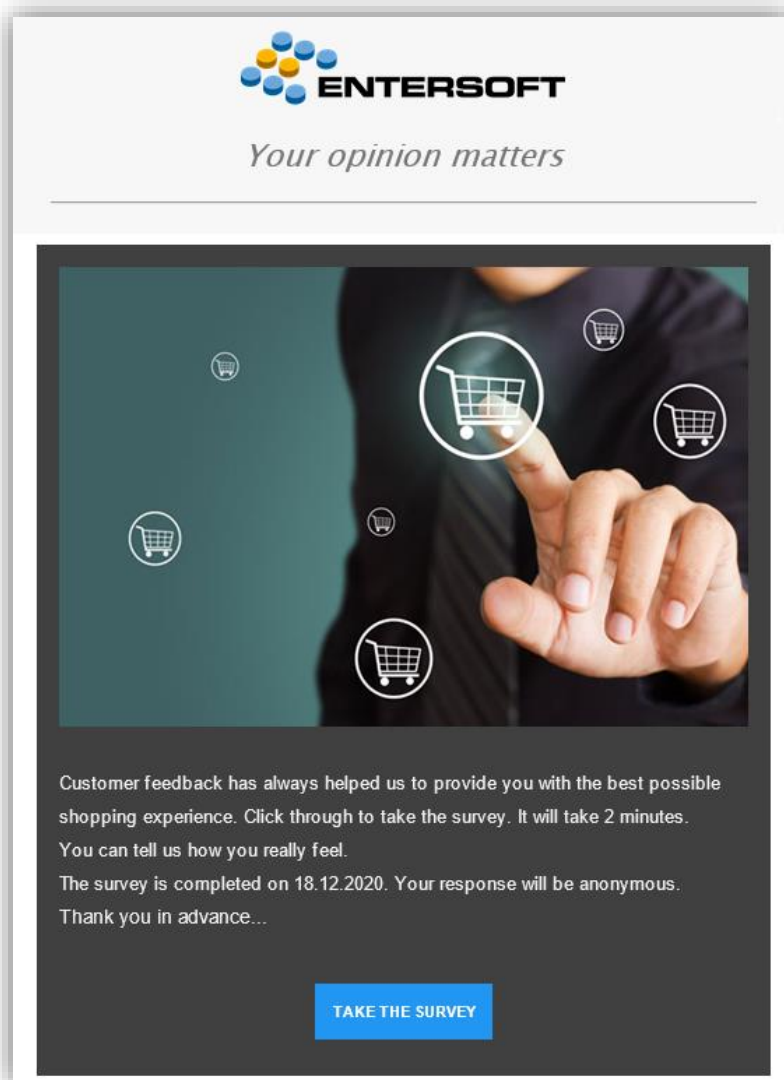 ENTERSOFT
Your opinion matters
Customer feedback has always helped us to provide you with the best possible
shopping experience. Click through to take the survey. It will take 2 minutes.
You can tell us how you really feel.
The survey is completed on 18.12.2020. Your response will be anonymous.
Thank you in advance...
TAKE THE SURVEY